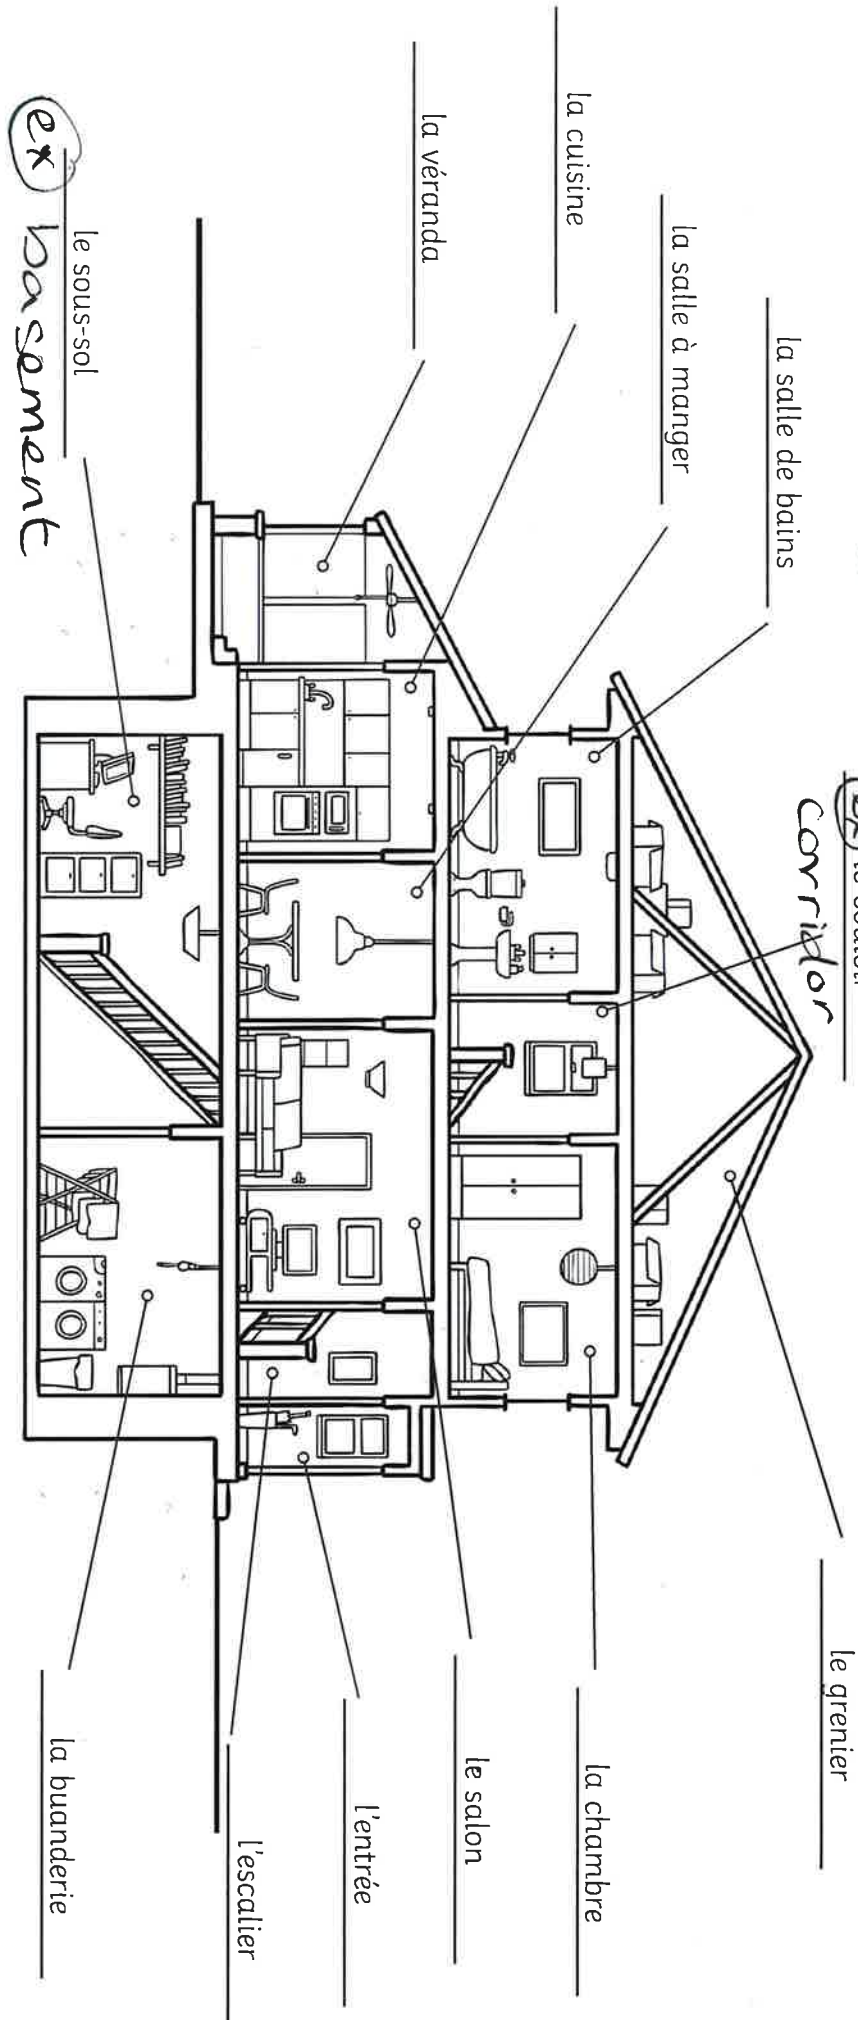 le grenier
corridor
la salle de bains
la salle à manger
la cuisine
la véranda
le sous-sol
ex basement
la chambre
le salon
l'entrée
l'escalier
la buanderie